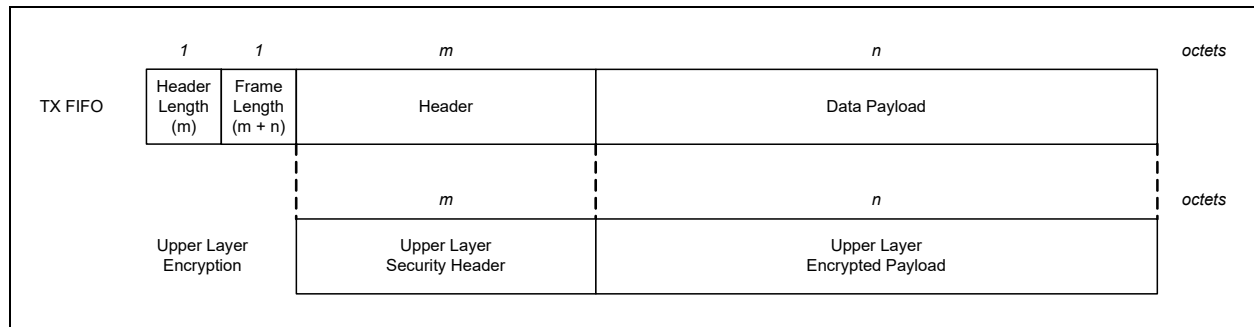 1 1 m n octets
TX FIFO
Header
Length
(m)
Frame
Length
(m + n)
Header
Data Payload
m n octets
Upper Layer
Encryption
Upper Layer
Security Header
Upper Layer
Encrypted Payload